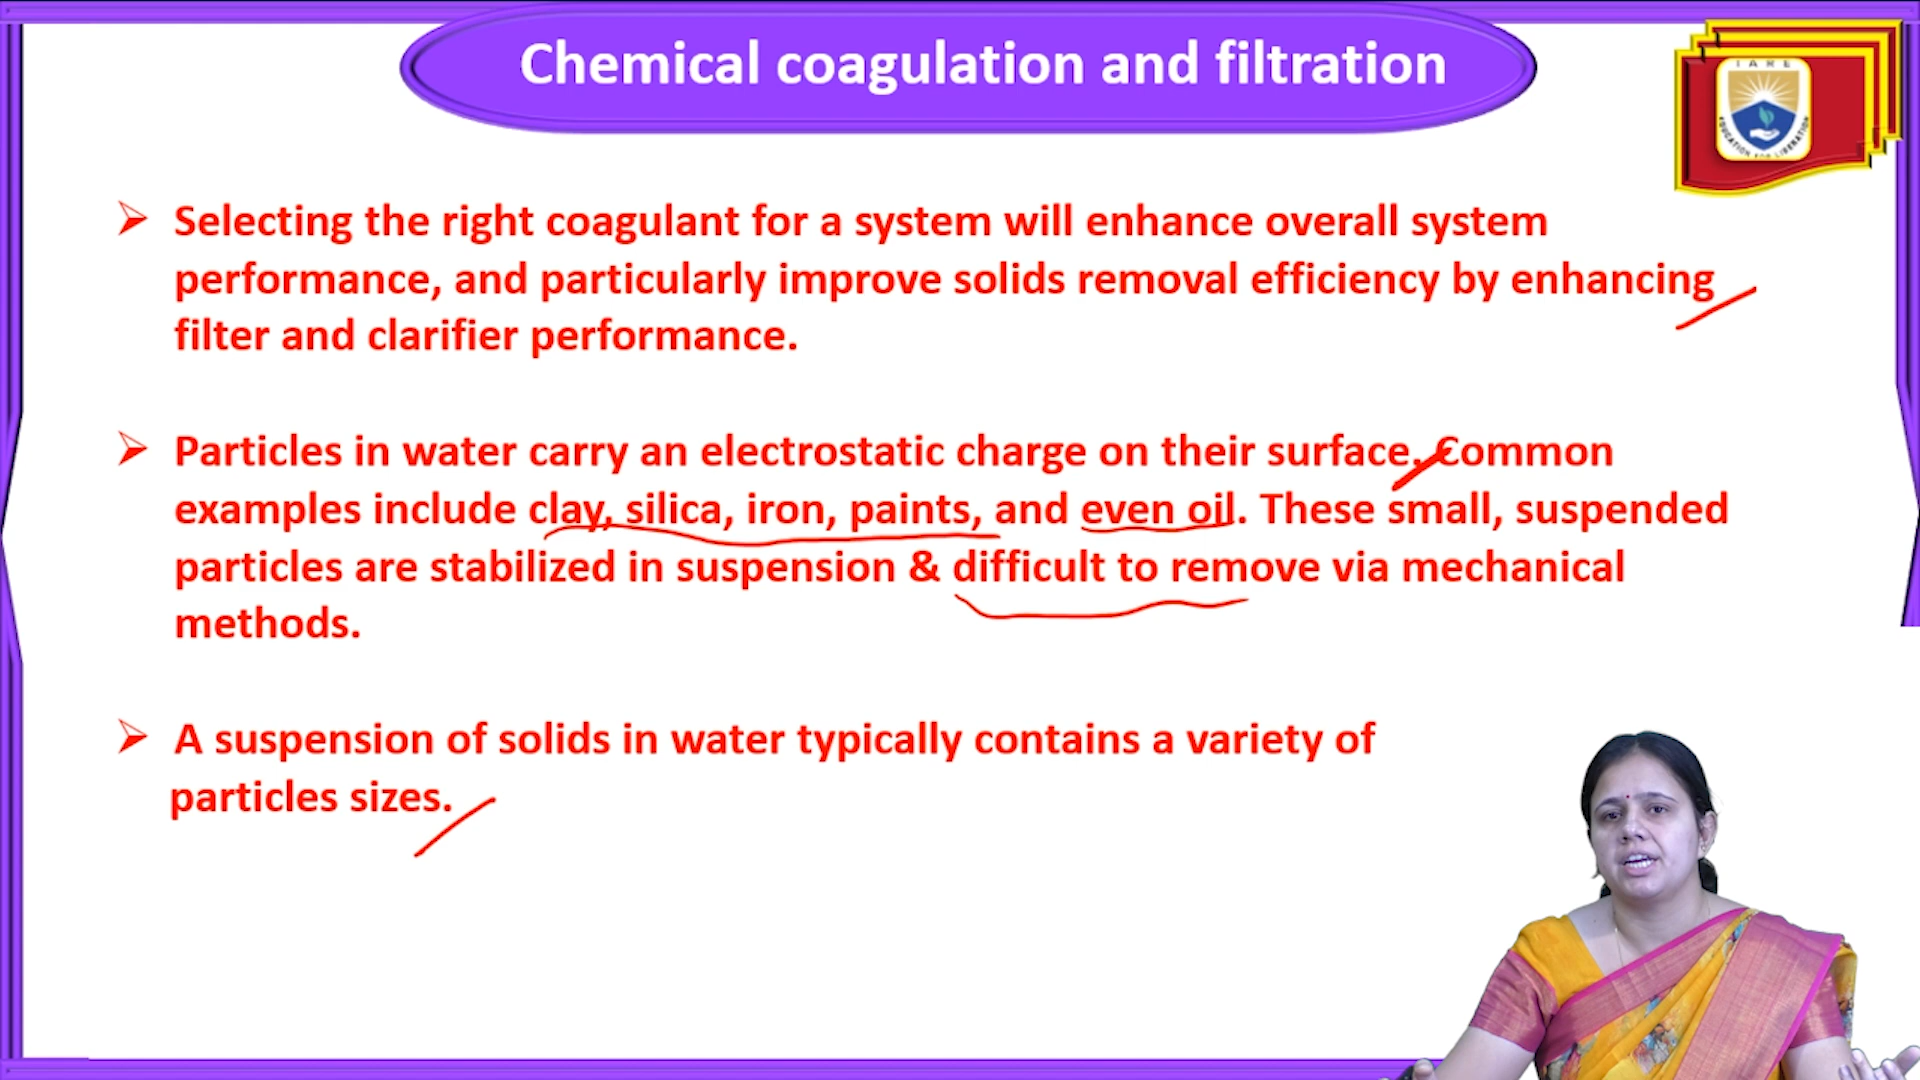 Chemical coagulation and filtration
I A R E
EDUCATION FOR LIBERATION
➢ Selecting the right coagulant for a system will enhance overall system
performance, and particularly improve solids removal efficiency by enhancing
filter and clarifier performance.
➢ Particles in water carry an electrostatic charge on their surface. Common
examples include clay, silica, iron, paints, and even oil. These small, suspended
particles are stabilized in suspension & difficult to remove via mechanical
methods.
➢ A suspension of solids in water typically contains a variety of
particles sizes.